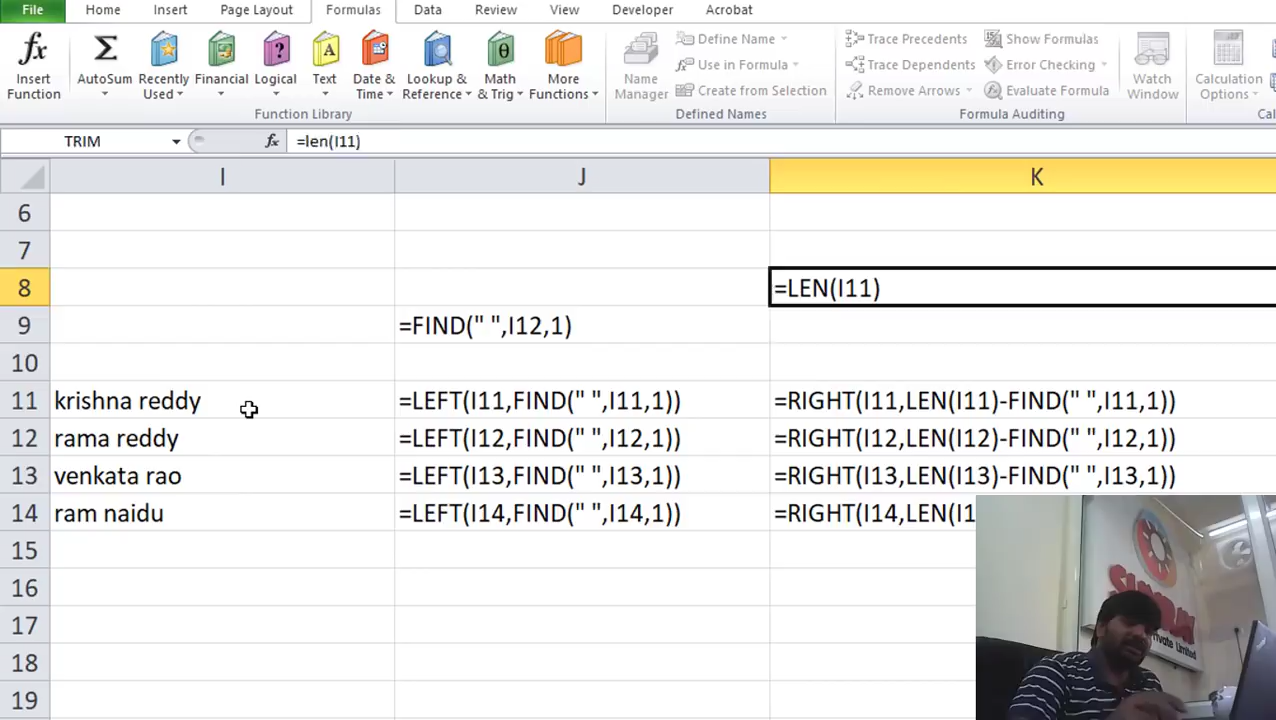 File Home Insert Page Layout Formulas Data Review View Developer Acrobat
Insert Function AutoSum Recently Used Financial Logical Text Date & Time Lookup & Reference Math & Trig More Functions Name Manager Define Name Use in Formula Create from Selection Trace Precedents Trace Dependents Remove Arrows Show Formulas Error Checking Evaluate Formula Watch Window Calculation Options
Function Library Defined Names Formula Auditing
TRIM fx =len(I11)
I J K
6
7
8 =LEN(I11)
9 =FIND(" ",I12,1)
10
11 krishna reddy =LEFT(I11,FIND(" ",I11,1)) =RIGHT(I11,LEN(I11)-FIND(" ",I11,1))
12 rama reddy =LEFT(I12,FIND(" ",I12,1)) =RIGHT(I12,LEN(I12)-FIND(" ",I12,1))
13 venkata rao =LEFT(I13,FIND(" ",I13,1)) =RIGHT(I13,LEN(I13)-FIND(" ",I13,1))
14 ram naidu =LEFT(I14,FIND(" ",I14,1)) =RIGHT(I14,LEN(I1
15
16
17
18
19
Limited